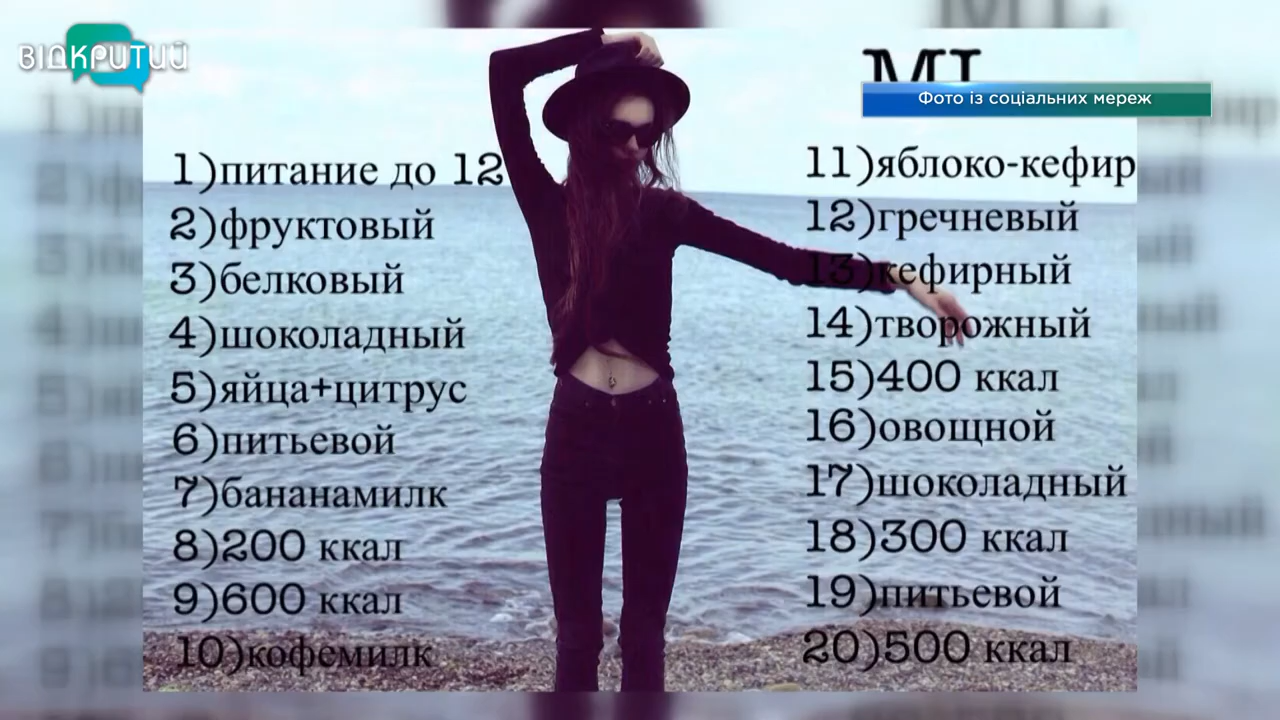 ВІДКРИТИЙ
ML
Фото із соціальних мереж
1)питание до 12
2)фруктовый
3)белковый
4)шоколадный
5)яйца+цитрус
6)питьевой
7)бананамилк
8)200 ккал
9)600 ккал
10)кофемилк
11)яблоко-кефир
12)гречневый
13)кефирный
14)творожный
15)400 ккал
16)овощной
17)шоколадный
18)300 ккал
19)питьевой
20)500 ккал